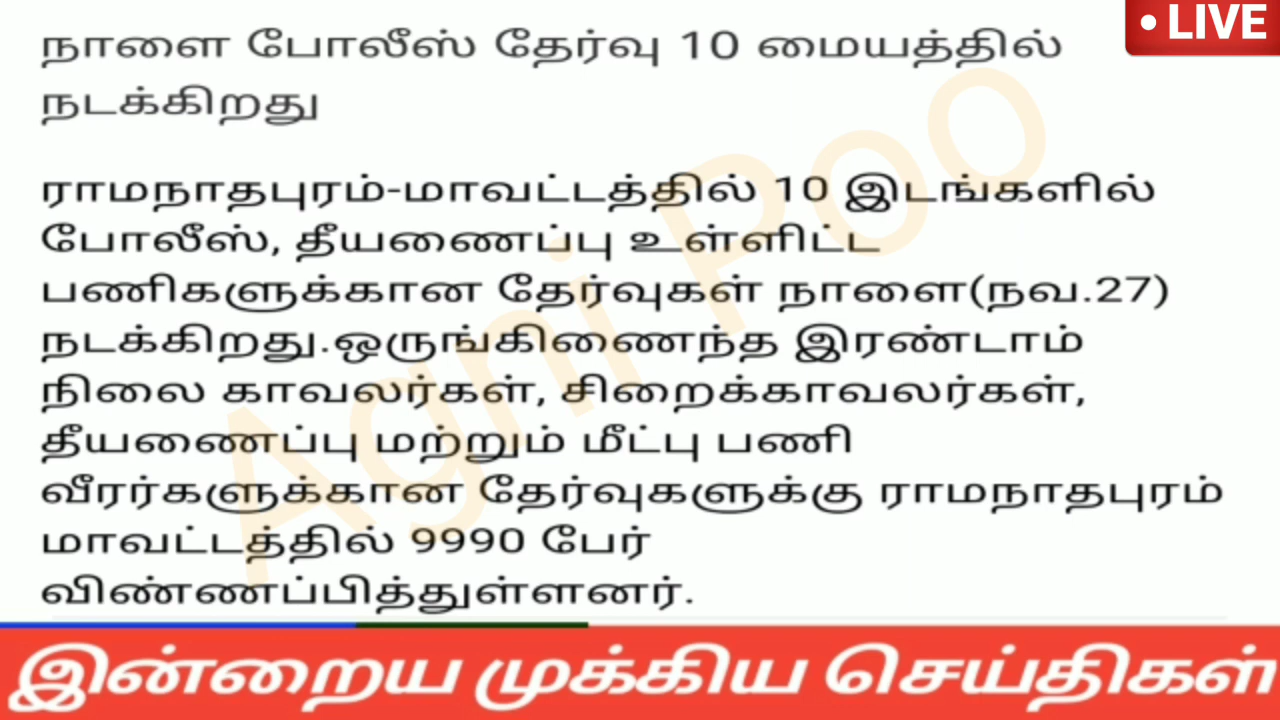 • LIVE
நாளை போலீஸ் தேர்வு 10 மையத்தில்
நடக்கிறது
ராமநாதபுரம்-மாவட்டத்தில் 10 இடங்களில்
போலீஸ், தீயணைப்பு உள்ளிட்ட
பணிகளுக்கான தேர்வுகள் நாளை(நவ.27)
நடக்கிறது.ஒருங்கிணைந்த இரண்டாம்
நிலை காவலர்கள், சிறைக்காவலர்கள்,
தீயணைப்பு மற்றும் மீட்பு பணி
வீரர்களுக்கான தேர்வுகளுக்கு ராமநாதபுரம்
மாவட்டத்தில் 9990 பேர்
விண்ணப்பித்துள்ளனர்.
Agni Poo
இன்றைய முக்கிய செய்திகள்